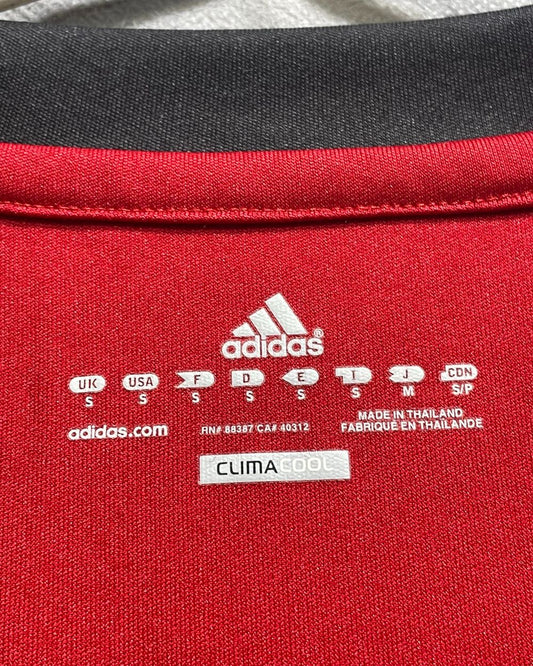 adidas®
UK USA F D E I J CDN
S S S S S S M S/P
adidas.com RN# 88387 CA# 40312 MADE IN THAILAND
FABRIQUÉ EN THAÏLANDE
CLIMACOOL